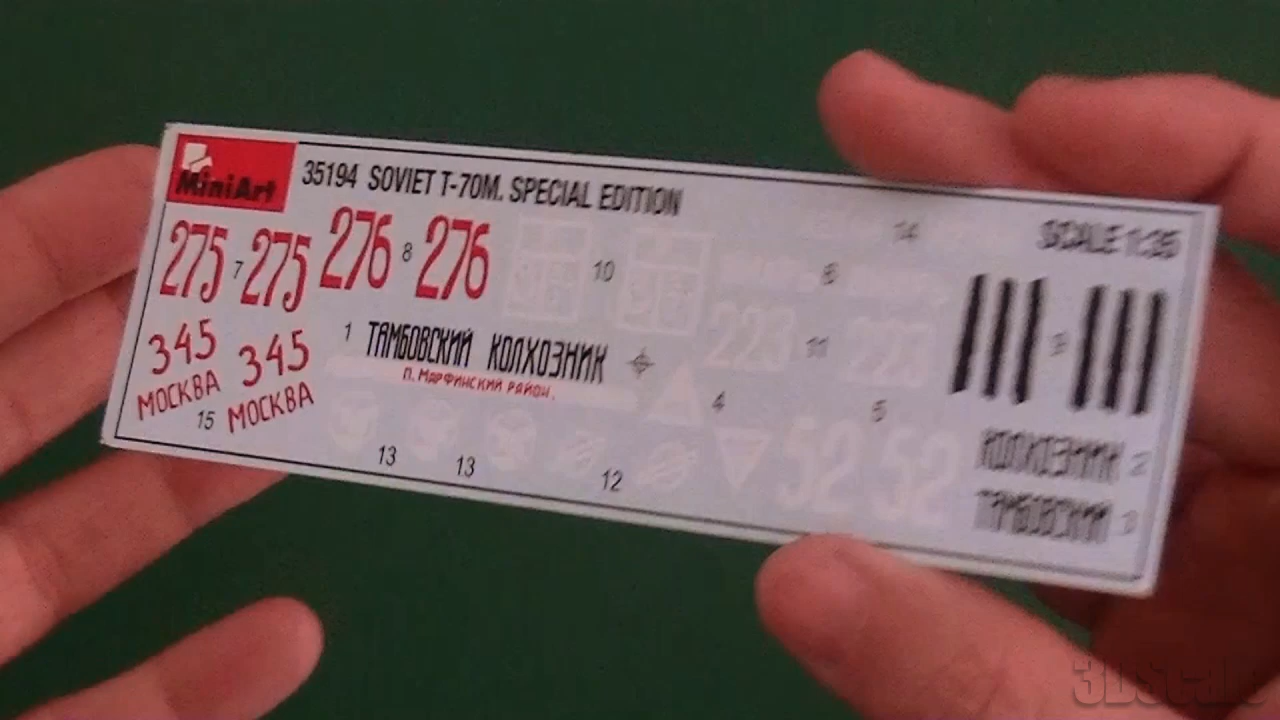 MiniArt
35194 SOVIET T-70M. SPECIAL EDITION
SCALE 1:35
14
275 7 275 276 8 276
10
6
223
11
345 345
МОСКВА МОСКВА
15
1 ТАМБОВСКИЙ КОЛХОЗНИК
П. МАРФИНСКИЙ РАЙОН.
4
5
52 52
13
13
12
КОЛХОЗНИК 2
ТАМБОВСКИЙ 3
3Dscale